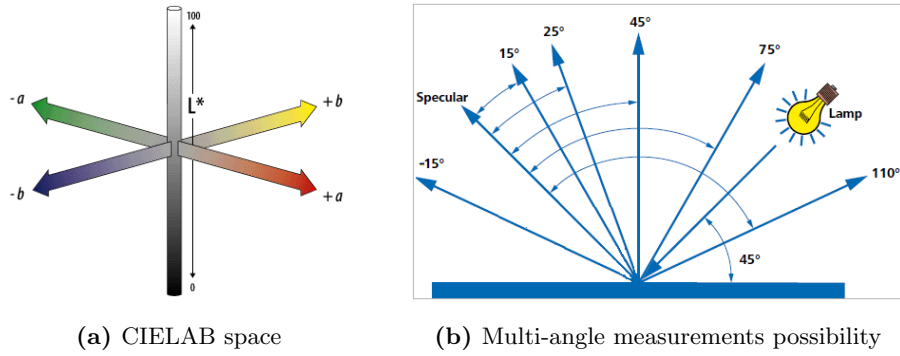 100
- a
+ b
L*
- b
+ a
0
(a) CIELAB space
45°
25°
15°
75°
Specular
Lamp
-15°
110°
45°
(b) Multi-angle measurements possibility